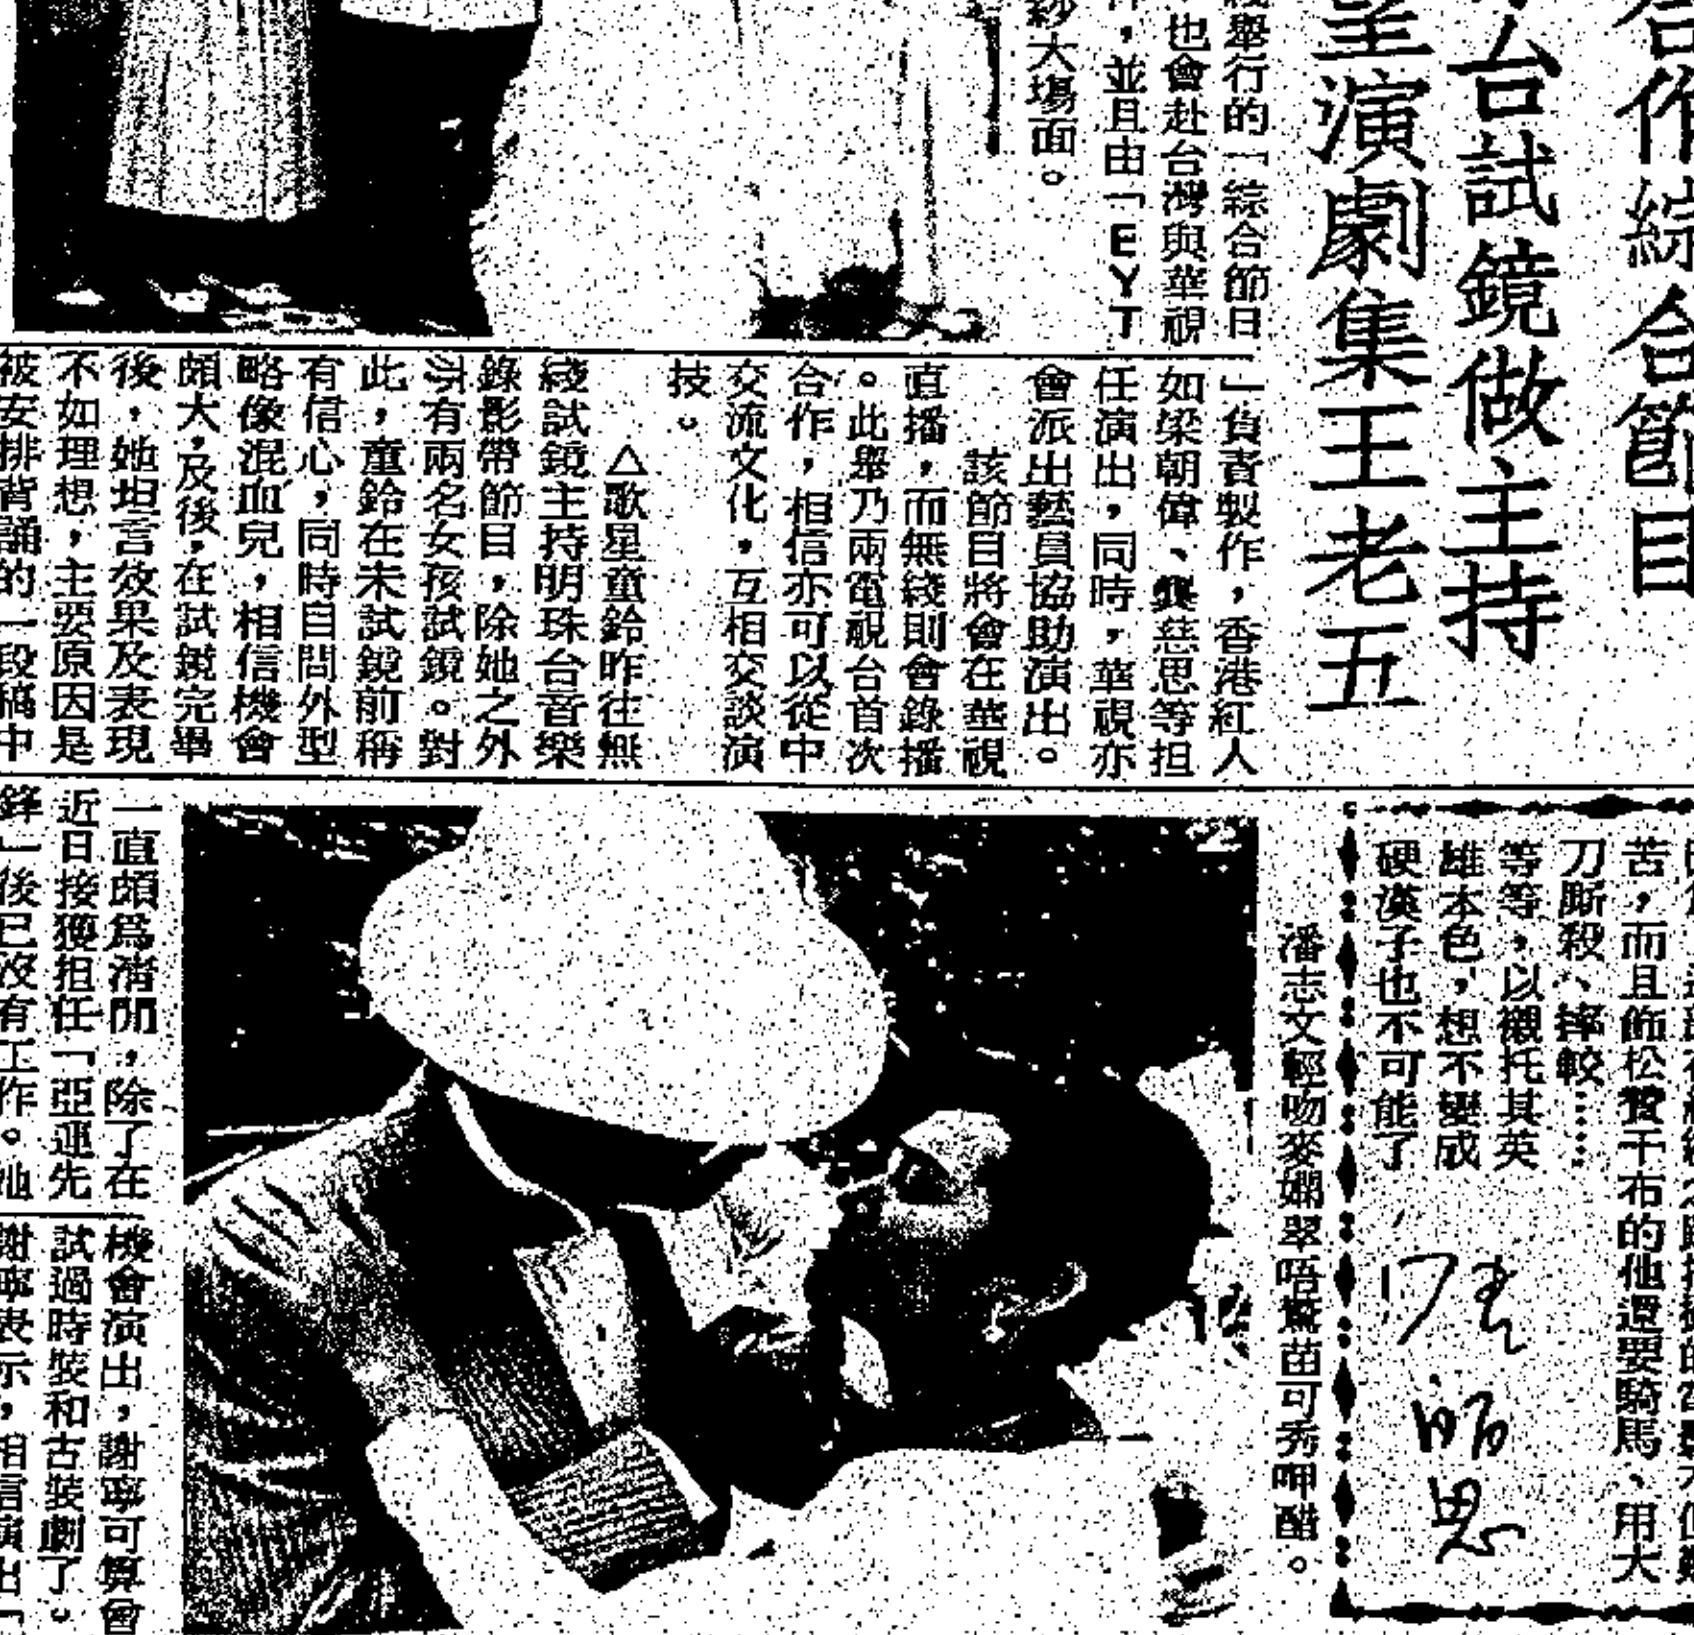 合作綜合節目
台試鏡做主持
演劇集王老五
舉行的「綜合節日
也會赴台灣與華視
，並且由「EYT
紗大場面。
」負責製作，香港紅人
如梁朝偉、龔慈思等担
任演出，同時，華視亦
會派出藝員協助演出。
該節目將會在華視
直播，而無綫則會錄播
。此舉乃兩電視台首次
合作，相信亦可以從中
交流文化，互相交談演
技。
△歌星童鈴昨往無
綫試鏡主持明珠台音樂
錄影帶節目，除她之外
，有兩名女孩試鏡。對
此，童鈴在未試鏡前稱
有信心，同時自問外型
略像混血兒，相信機會
頗大，及後，在試鏡完畢
後，她坦言效果及表現
不如理想，主要原因是
被安排背誦的一段稿中
苦，而且飾松贊干布的他還要騎馬、用大
刀厮殺、摔較……
等等，以襯托其英
雄本色，想不變成
硬漢子也不可能了
潘志文輕吻麥嫻翠唔驚苗可秀呷醋。
一直頗爲清閒，除了在
近日接獲担任「亞運先
鋒」後已沒有工作。她
機會演出，謝寧可算會
試過時裝和古裝劇了。
謝寧表示，相信演出「